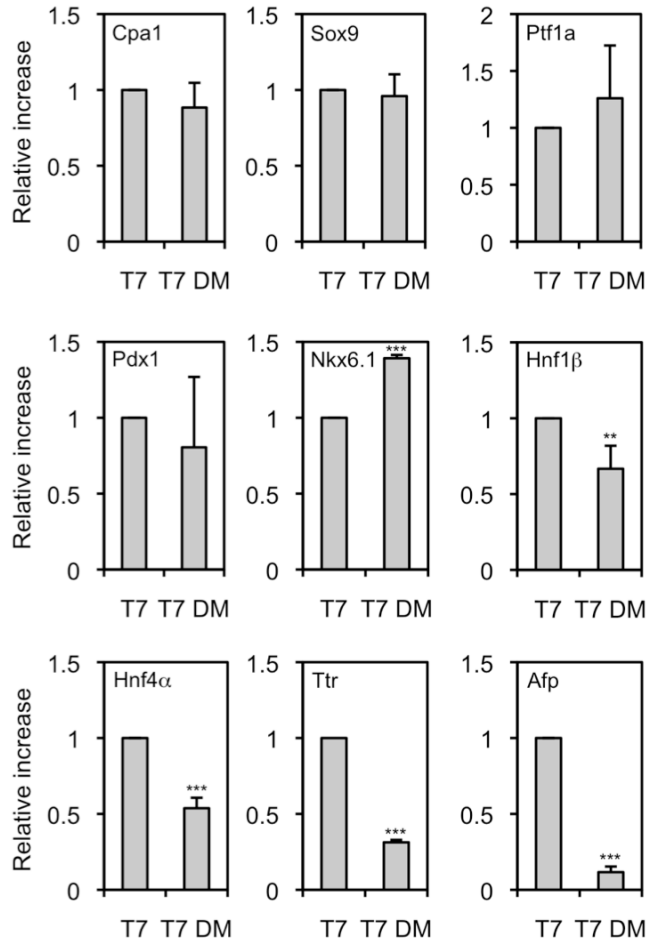 1.5 Cpa1 1.5 Sox9 2 Ptf1a
1.5
1 1 1
0.5 0.5 0.5
0 0 0
Relative increase
T7 T7 DM T7 T7 DM T7 T7 DM
1.5 Pdx1 1.5 Nkx6.1 *** 1.5 Hnf1β
1 1 1
**
0.5 0.5 0.5
0 0 0
Relative increase
T7 T7 DM T7 T7 DM T7 T7 DM
1.5 Hnf4α 1.5 Ttr 1.5 Afp
1 1 1
***
0.5 0.5 *** 0.5
***
0 0 0
Relative increase
T7 T7 DM T7 T7 DM T7 T7 DM